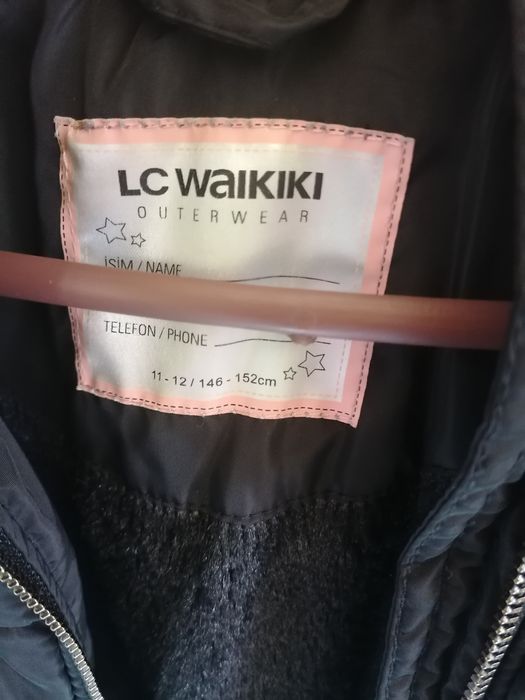 LC WAIKIKI
OUTERWEAR
İSİM / NAME
TELEFON / PHONE
11 - 12 / 146 - 152cm